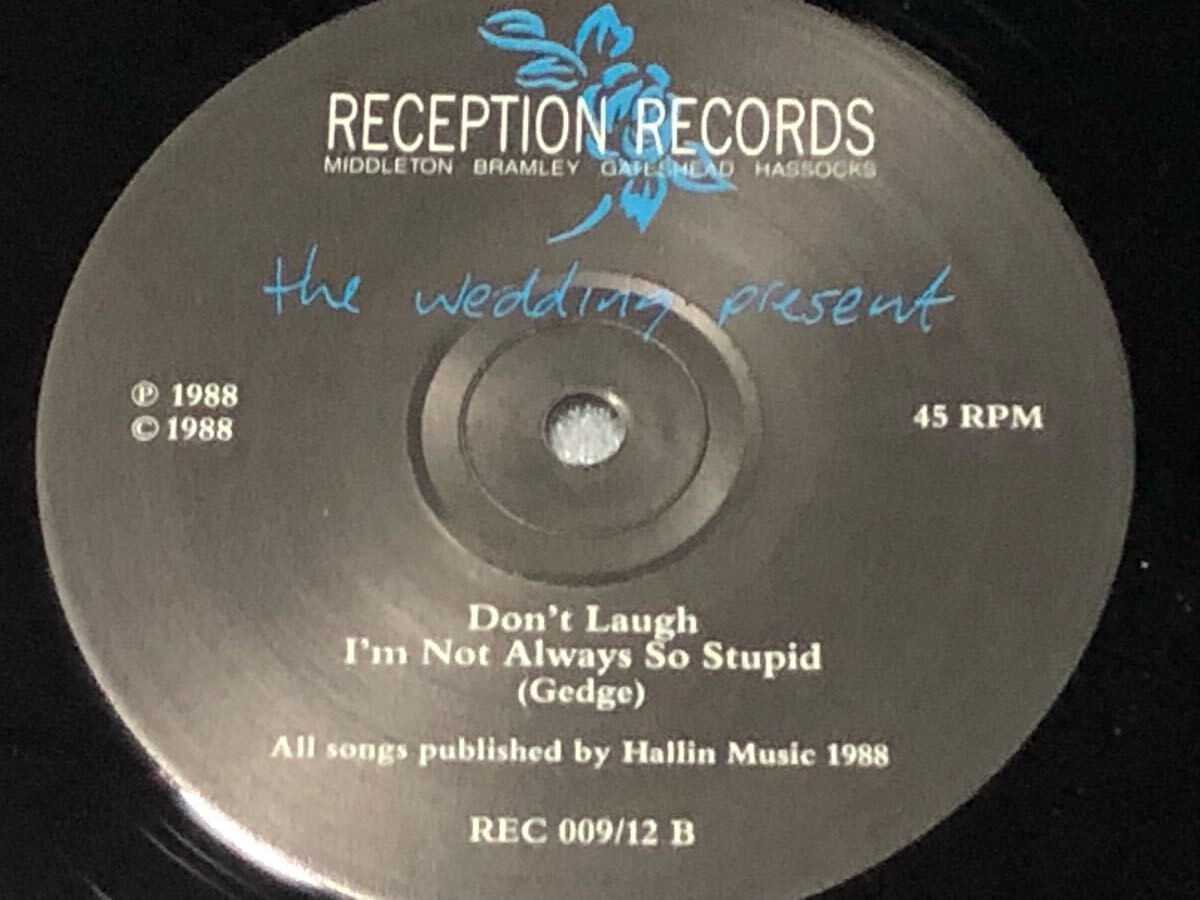 RECEPTION RECORDS
MIDDLETON BRAMLEY GATESHEAD HASSOCKS
the wedding present
℗ 1988
© 1988
45 RPM
Don't Laugh
I'm Not Always So Stupid
(Gedge)
All songs published by Hallin Music 1988
REC 009/12 B